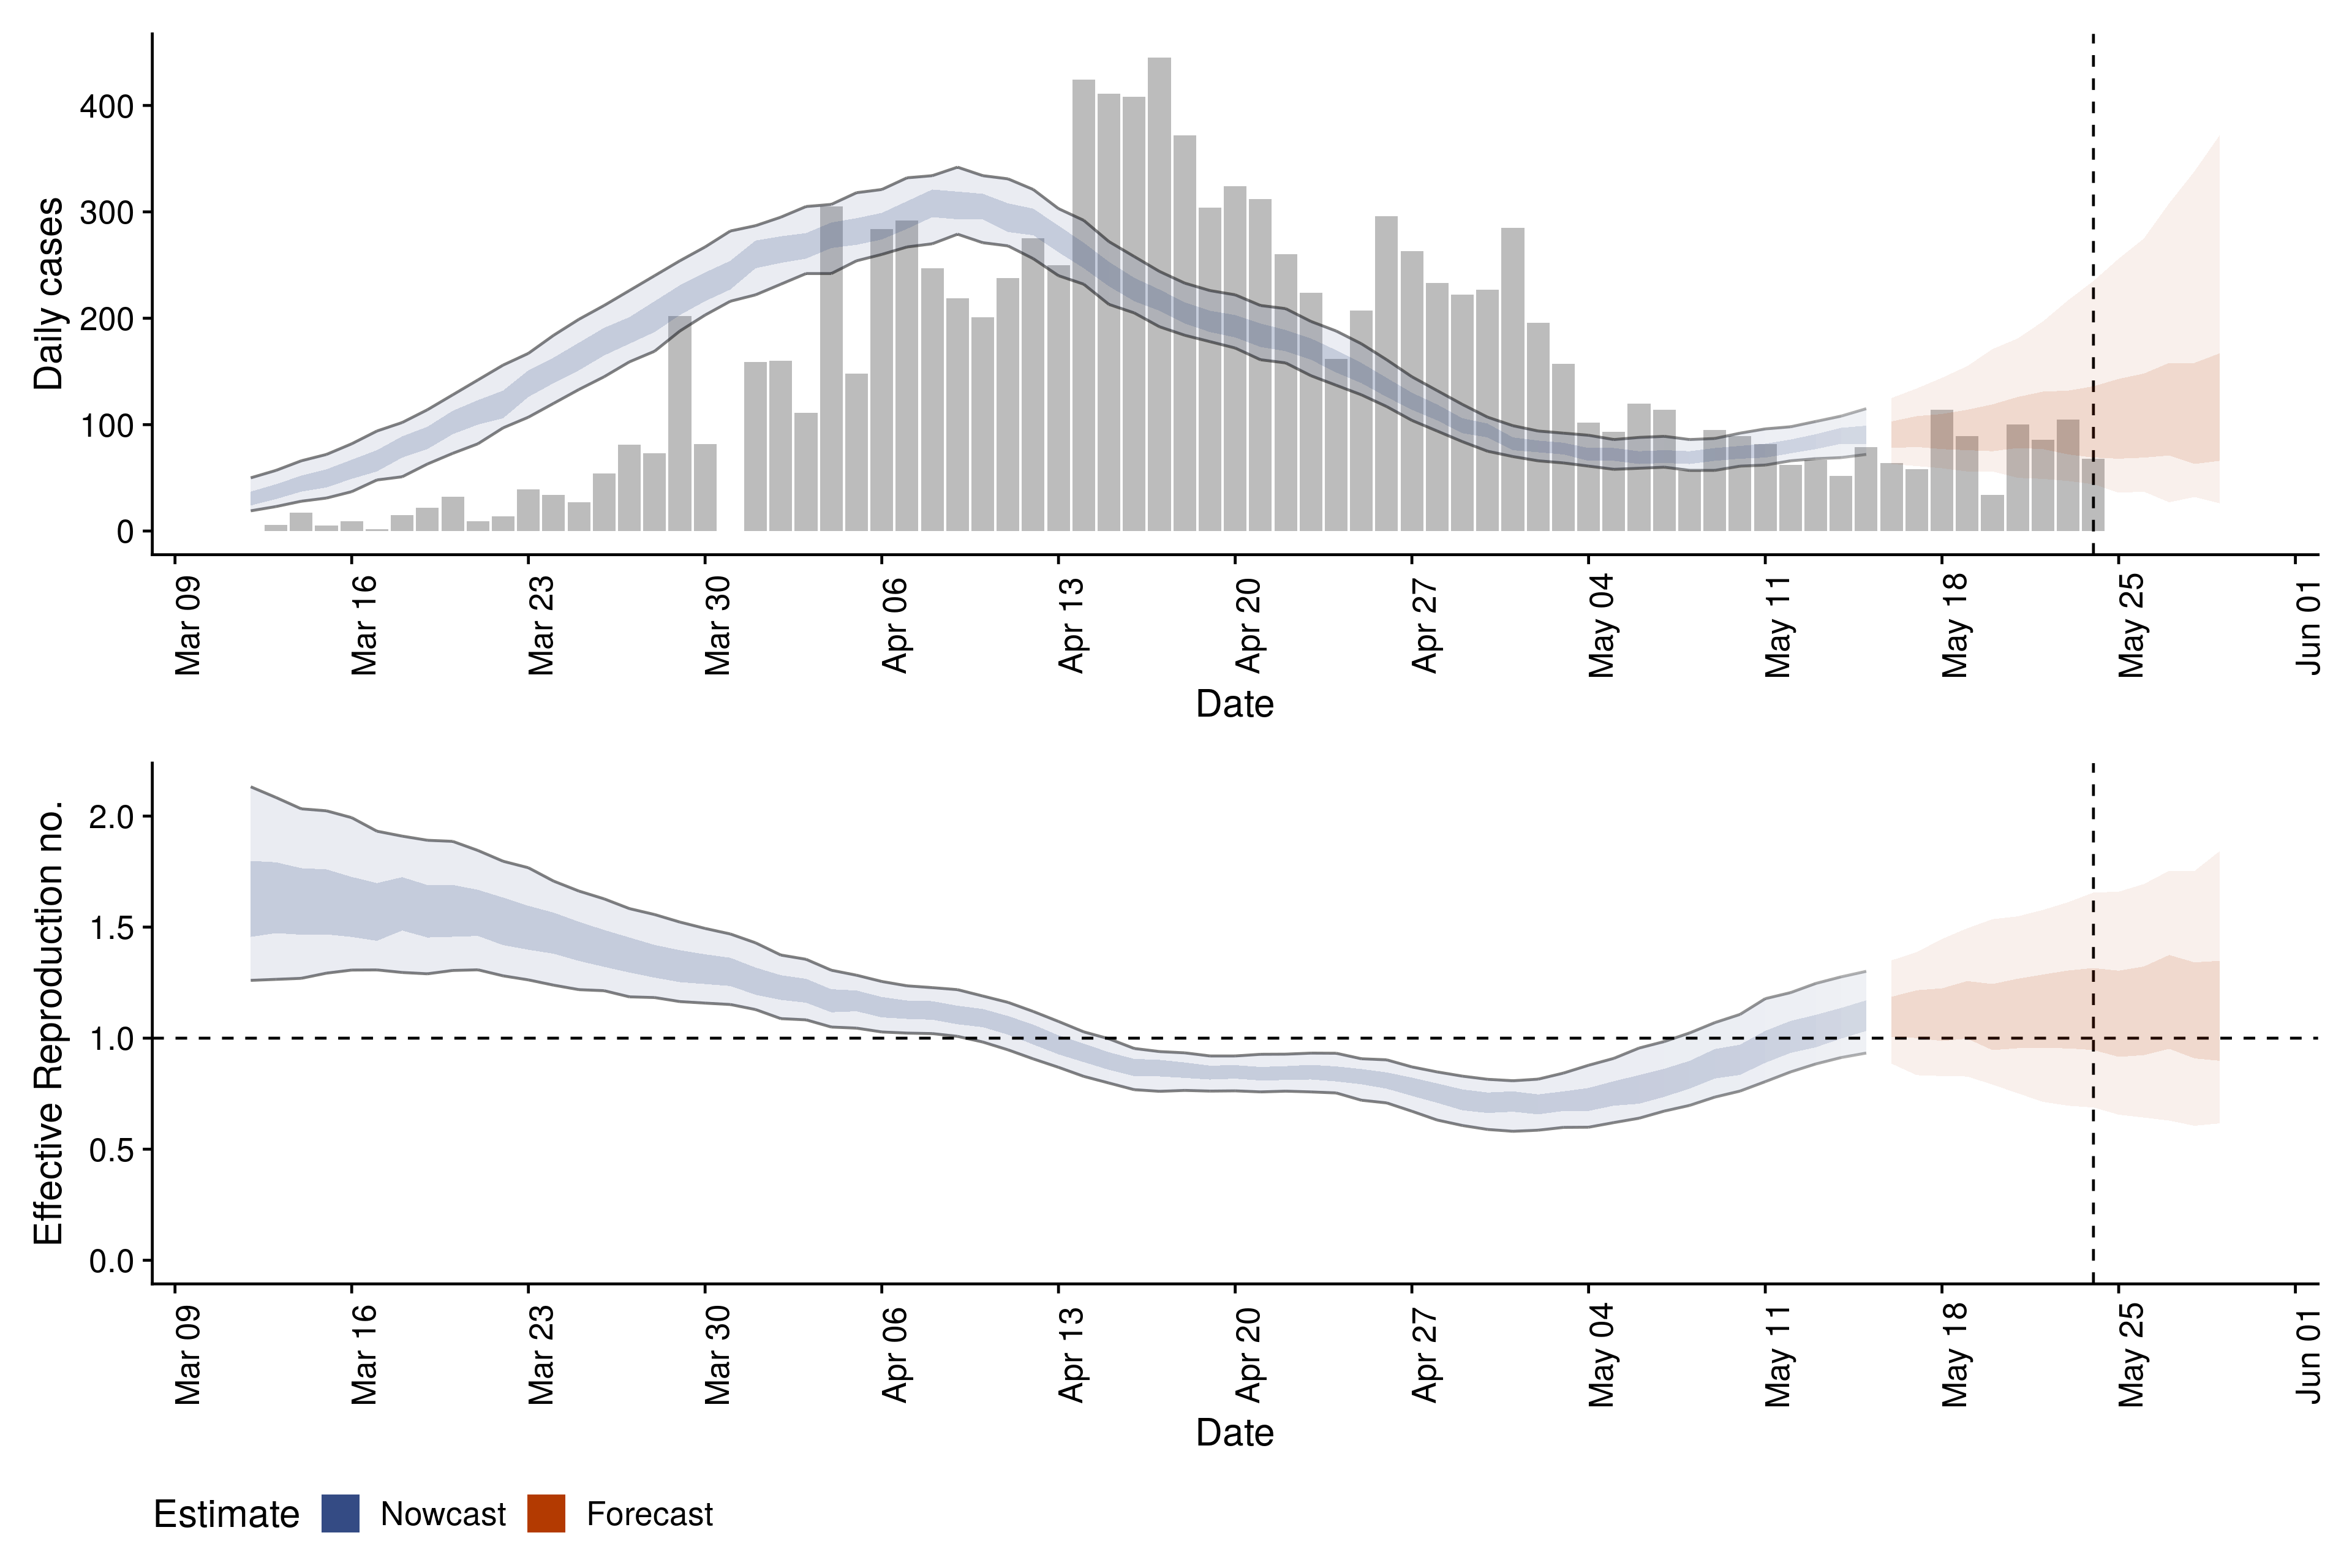 Daily cases
400
300
200
100
0
Mar 09
Mar 16
Mar 23
Mar 30
Apr 06
Apr 13
Apr 20
Apr 27
May 04
May 11
May 18
May 25
Jun 01
Date
Effective Reproduction no.
2.0
1.5
1.0
0.5
0.0
Mar 09
Mar 16
Mar 23
Mar 30
Apr 06
Apr 13
Apr 20
Apr 27
May 04
May 11
May 18
May 25
Jun 01
Date
Estimate Nowcast Forecast